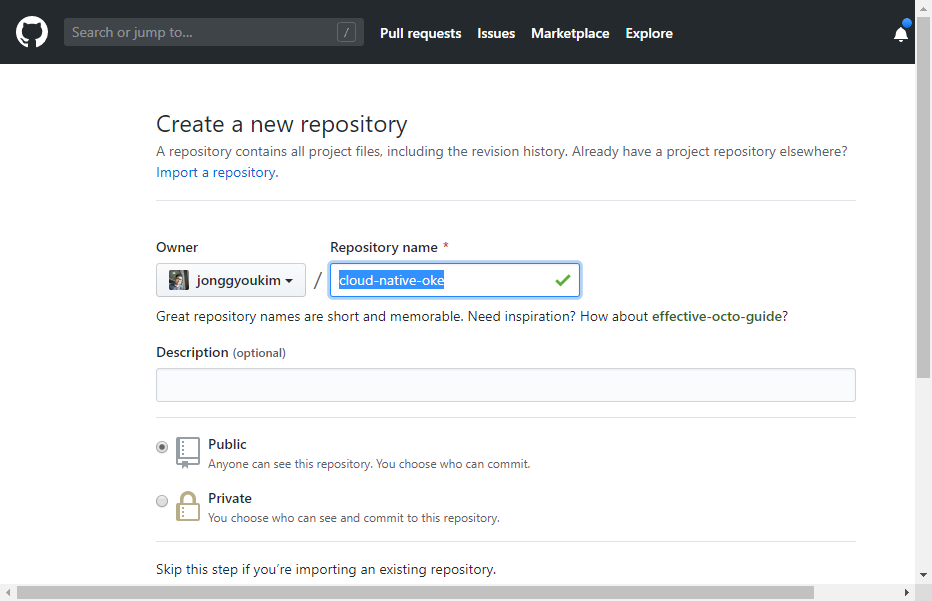 Search or jump to... / Pull requests Issues Marketplace Explore
Create a new repository
A repository contains all project files, including the revision history. Already have a project repository elsewhere?
Import a repository.
Owner Repository name *
jonggyoukim / cloud-native-oke
Great repository names are short and memorable. Need inspiration? How about effective-octo-guide?
Description (optional)
Public
Anyone can see this repository. You choose who can commit.
Private
You choose who can see and commit to this repository.
Skip this step if you’re importing an existing repository.